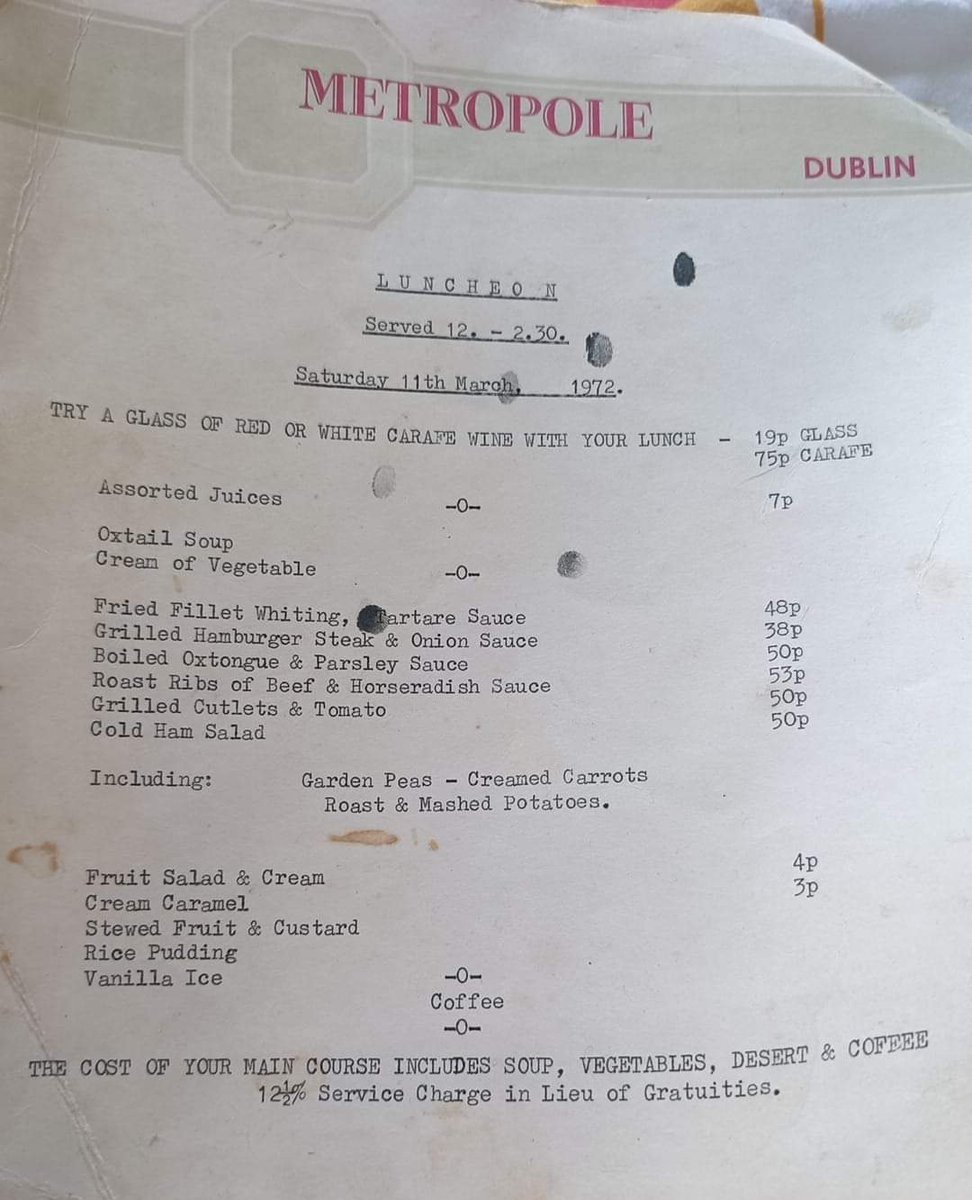 METROPOLE
DUBLIN
LUNCHEON
Served 12. - 2.30.
Saturday 11th March, 1972.
TRY A GLASS OF RED OR WHITE CARAFE WINE WITH YOUR LUNCH - 19p GLASS
75p CARAFE
Assorted Juices -O- 7p
Oxtail Soup
Cream of Vegetable -O-
Fried Fillet Whiting, Tartare Sauce 48p
Grilled Hamburger Steak & Onion Sauce 38p
Boiled Oxtongue & Parsley Sauce 50p
Roast Ribs of Beef & Horseradish Sauce 53p
Grilled Cutlets & Tomato 50p
Cold Ham Salad 50p
Including: Garden Peas - Creamed Carrots
Roast & Mashed Potatoes.
Fruit Salad & Cream 4p
Cream Caramel 3p
Stewed Fruit & Custard
Rice Pudding
Vanilla Ice -O-
Coffee
-O-
THE COST OF YOUR MAIN COURSE INCLUDES SOUP, VEGETABLES, DESERT & COFEEE
12½% Service Charge in Lieu of Gratuities.